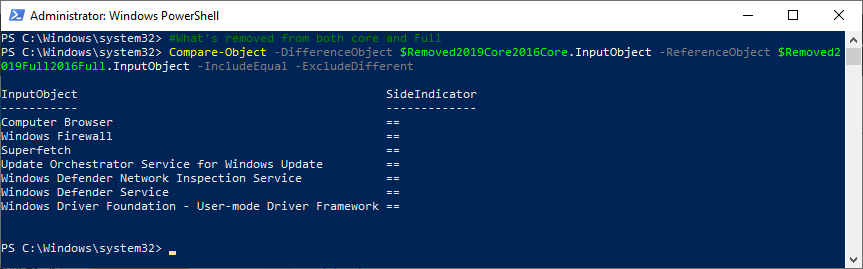 Administrator: Windows PowerShell
PS C:\Windows\system32> #What's removed from both core and Full
PS C:\Windows\system32> Compare-Object -DifferenceObject $Removed2019Core2016Core.InputObject -ReferenceObject $Removed2
019Full2016Full.InputObject -IncludeEqual -ExcludeDifferent
InputObject SideIndicator
----------- -------------
Computer Browser ==
Windows Firewall ==
Superfetch ==
Update Orchestrator Service for Windows Update ==
Windows Defender Network Inspection Service ==
Windows Defender Service ==
Windows Driver Foundation - User-mode Driver Framework ==
PS C:\Windows\system32>